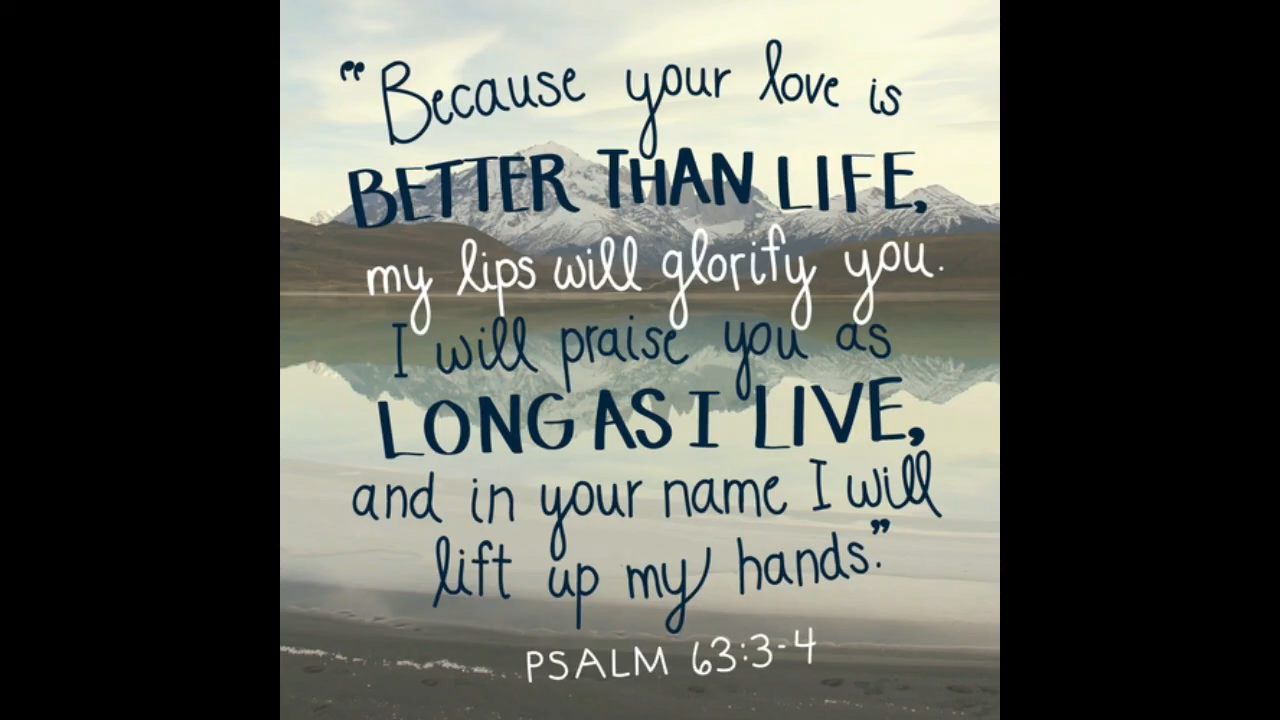 “Because your love is
BETTER THAN LIFE,
my lips will glorify you.
I will praise you as
LONG AS I LIVE,
and in your name I will
lift up my hands.”
PSALM 63:3-4